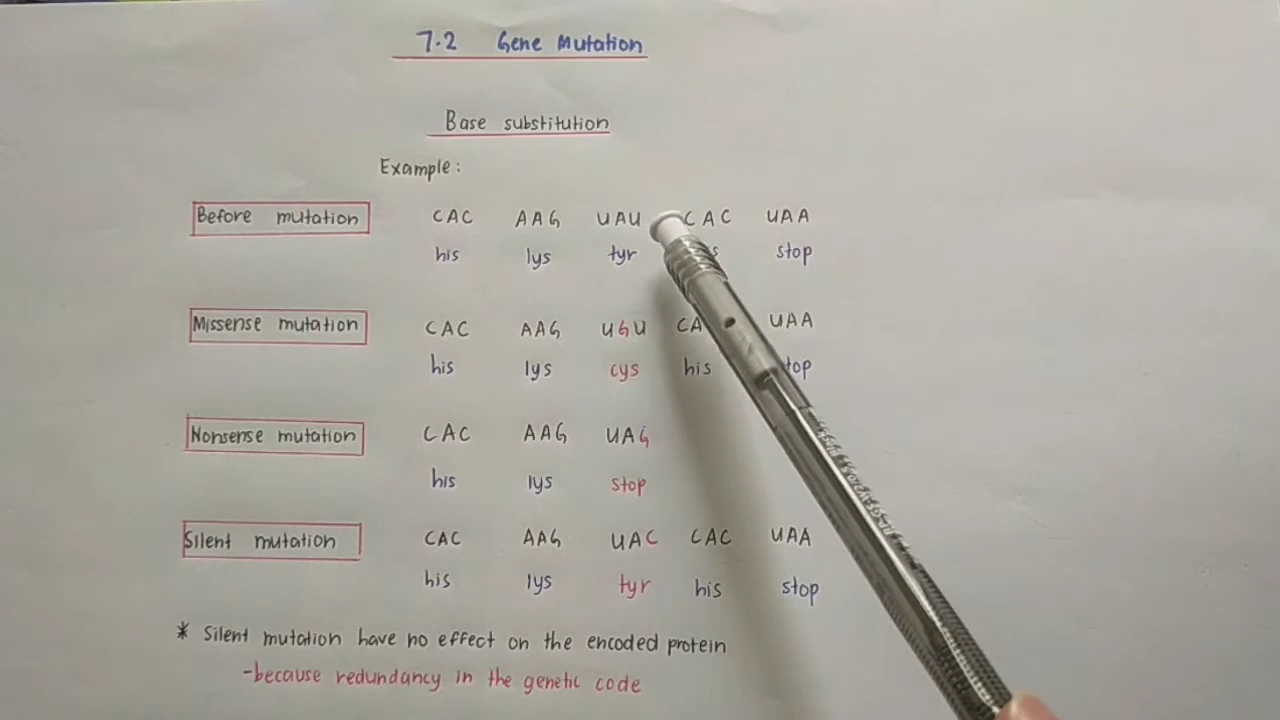 7.2 Gene Mutation
Base substitution
Example:
Before mutation CAC AAG UAU CAC UAA
his lys tyr stop
Missense mutation CAC AAG UGU UAA
his lys cys his
Nonsense mutation CAC AAG UAG
his lys stop
Silent mutation CAC AAG UAC CAC UAA
his lys tyr his stop
* Silent mutation have no effect on the encoded protein
-because redundancy in the genetic code